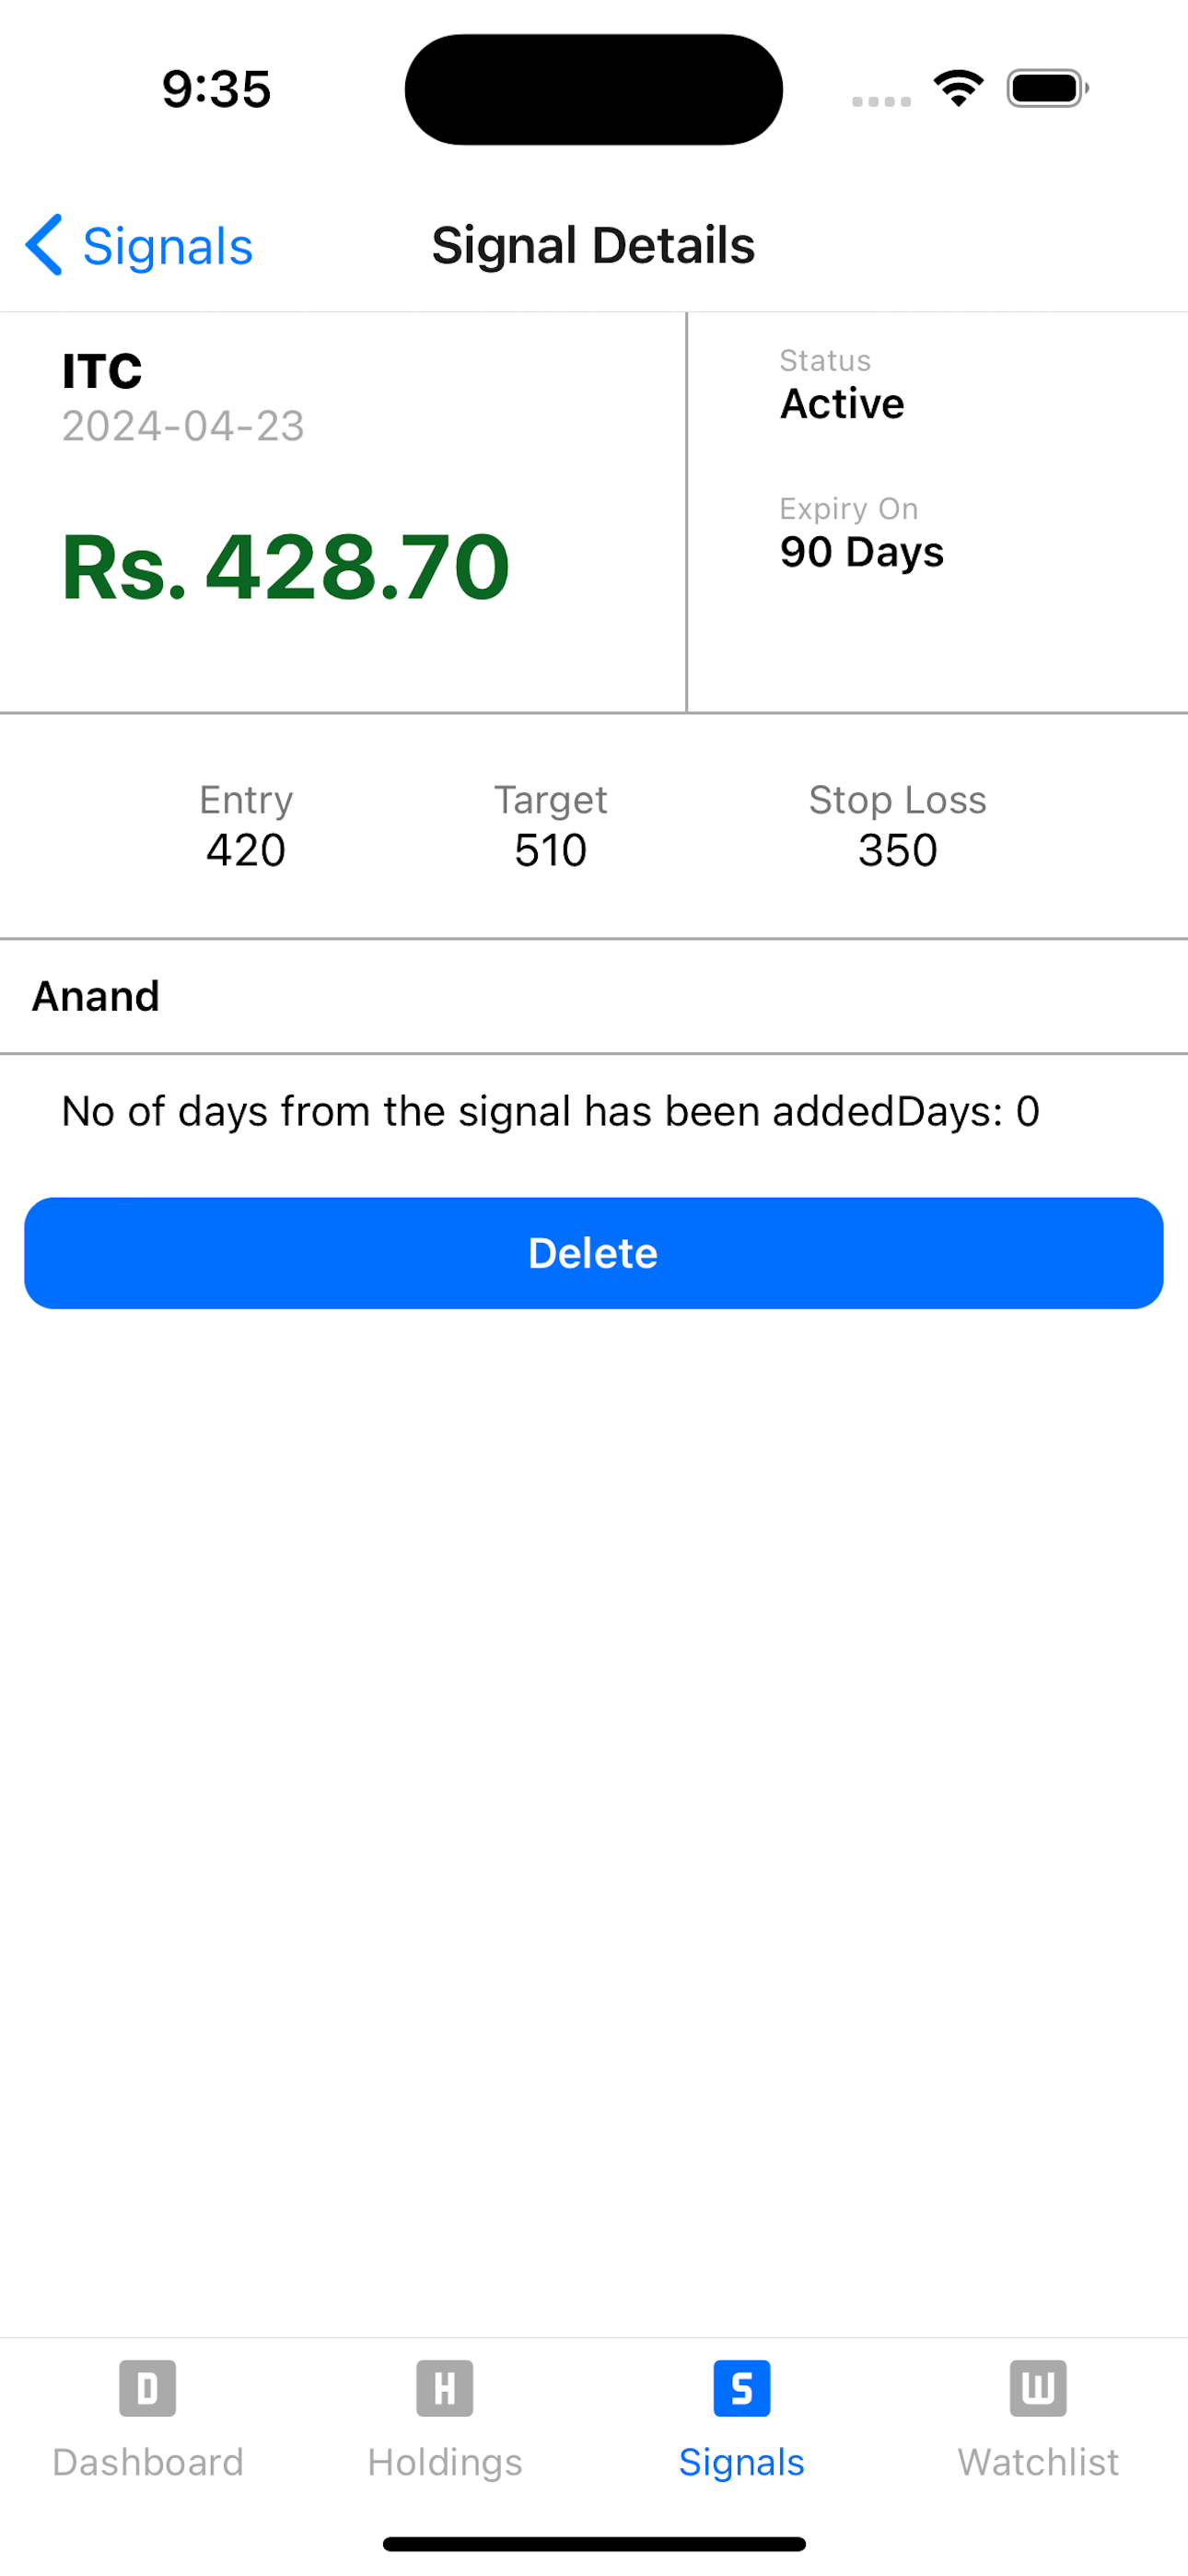 9:35
Signals
Signal Details
ITC
2024-04-23
Rs. 428.70
Status
Active
Expiry On
90 Days
Entry
Target
Stop Loss
420
510
350
Anand
No of days from the signal has been addedDays: 0
Delete
D
H
S
W
Dashboard
Holdings
Signals
Watchlist